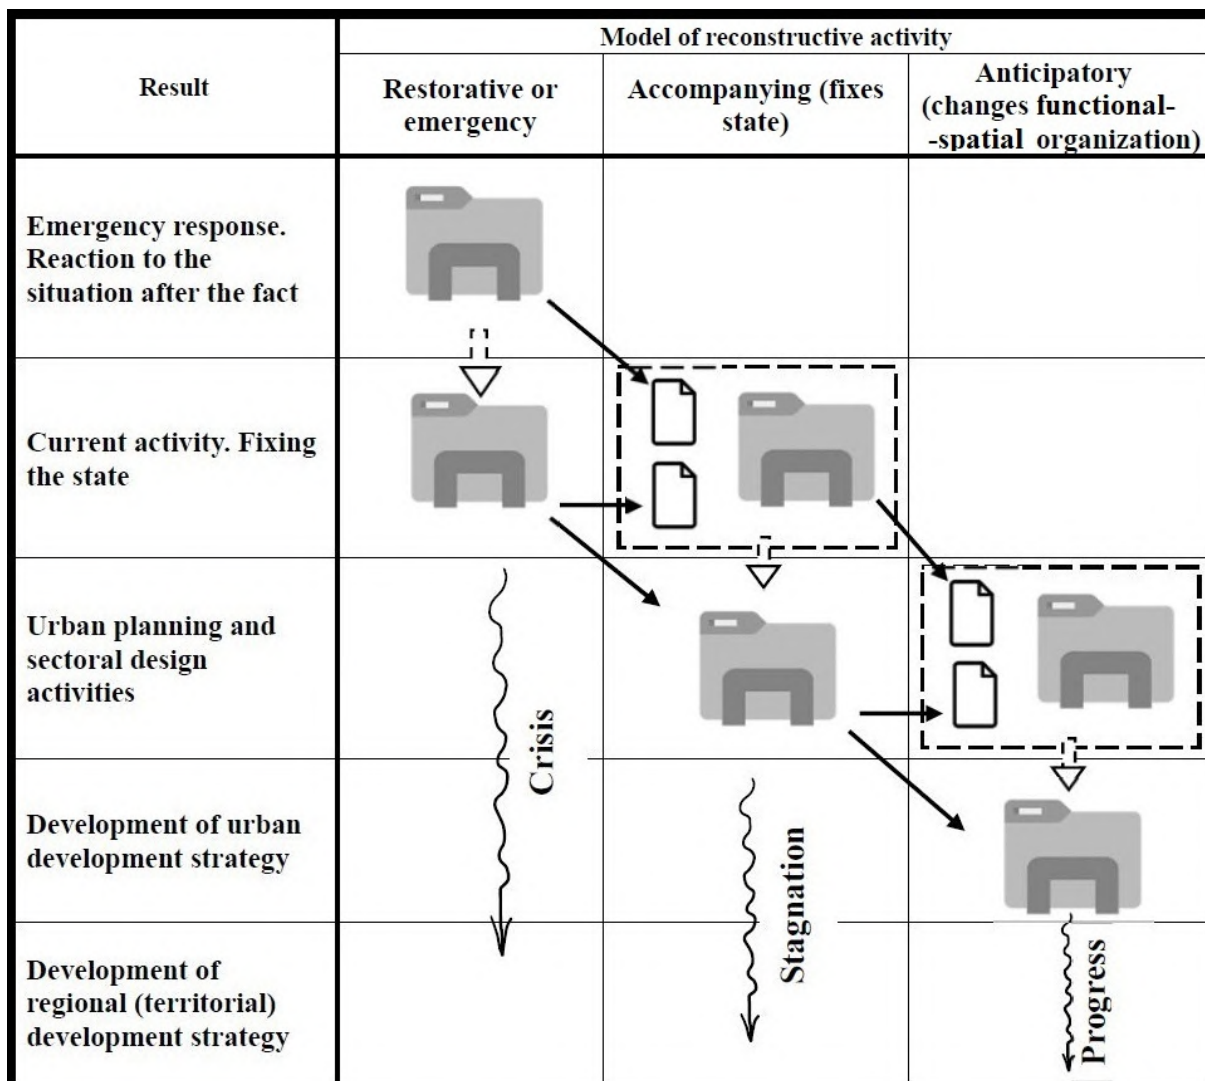 Result
Model of reconstructive activity
Restorative or
emergency
Accompanying (fixes
state)
Anticipatory
(changes functional-
-spatial organization)
Emergency response.
Reaction to the
situation after the fact
Current activity. Fixing
the state
Urban planning and
sectoral design
activities
Crisis
Development of urban
development strategy
Stagnation
Development of
regional (territorial)
development strategy
Progress